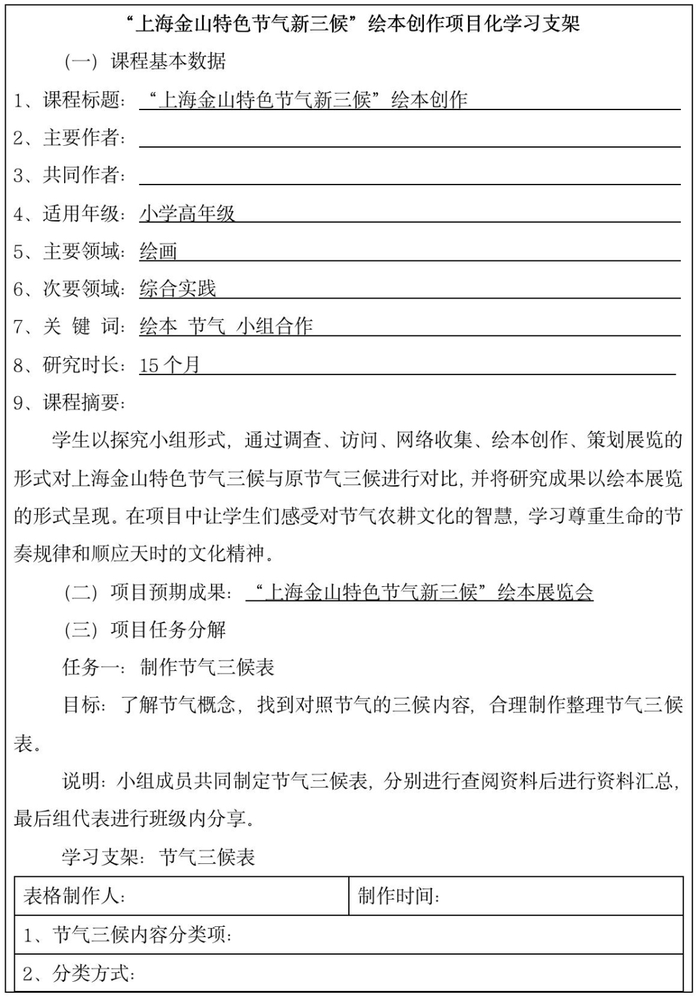 “上海金山特色节气新三候”绘本创作项目化学习支架
(一) 课程基本数据
1、课程标题: “上海金山特色节气新三候”绘本创作
2、主要作者:
3、共同作者:
4、适用年级: 小学高年级
5、主要领域: 绘画
6、次要领域: 综合实践
7、关 键 词: 绘本 节气 小组合作
8、研究时长: 15 个月
9、课程摘要:
学生以探究小组形式, 通过调查、访问、网络收集、绘本创作、策划展览的
形式对上海金山特色节气三候与原节气三候进行对比, 并将研究成果以绘本展览
的形式呈现。在项目中让学生们感受对节气农耕文化的智慧, 学习尊重生命的节
奏规律和顺应天时的文化精神。
(二) 项目预期成果: “上海金山特色节气新三候”绘本展览会
(三) 项目任务分解
任务一: 制作节气三候表
目标: 了解节气概念, 找到对照节气的三候内容, 合理制作整理节气三候
表。
说明: 小组成员共同制定节气三候表, 分别进行查阅资料后进行资料汇总,
最后组代表进行班级内分享。
学习支架: 节气三候表
表格制作人: 制作时间:
1、节气三候内容分类项:
2、分类方式: